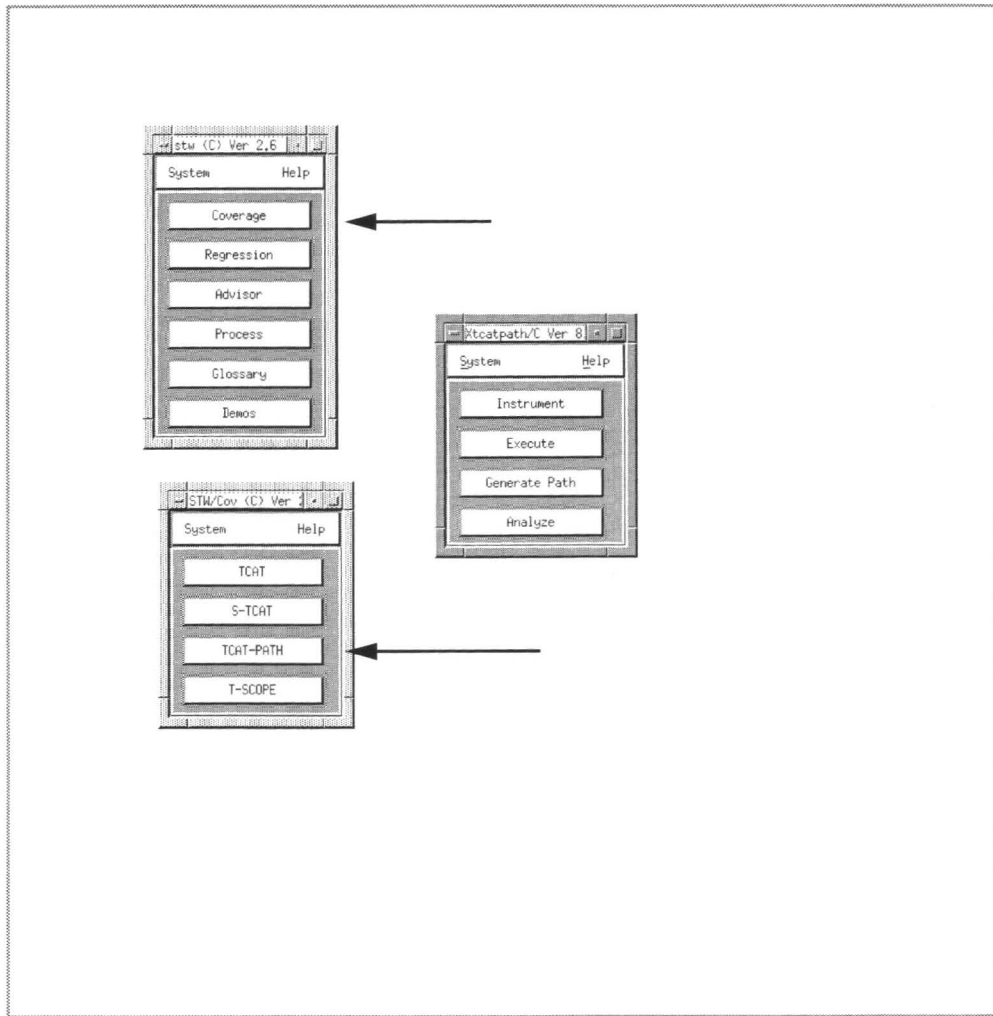 stw (C) Ver 2.6
System Help
Coverage
Regression
Advisor
Process
Glossary
Demos
Xtcatpath/C Ver 8.
System Help
Instrument
Execute
Generate Path
Analyze
STW/Cov (C) Ver
System Help
TCAT
S-TCAT
TCAT-PATH
T-SCOPE